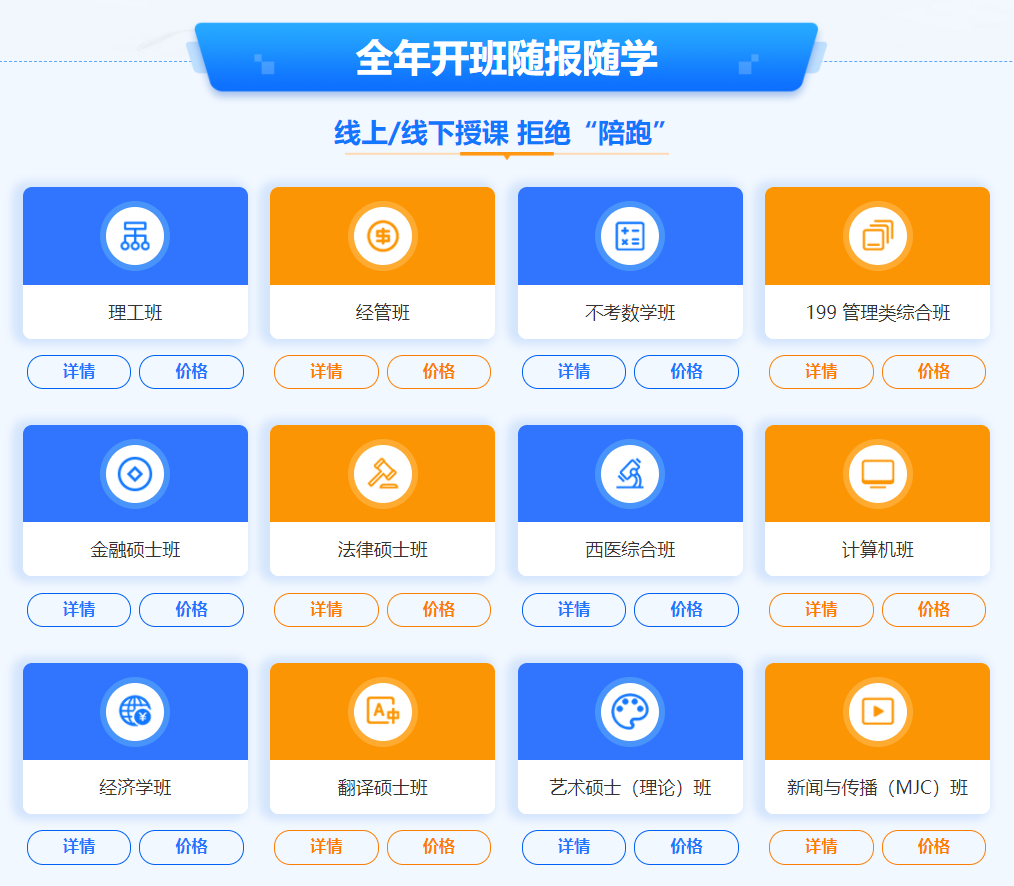 全年开班随报随学
线上/线下授课 拒绝“陪跑”
理工班 经管班 不考数学班 199 管理类综合班
详情 价格 详情 价格 详情 价格 详情 价格
金融硕士班 法律硕士班 西医综合班 计算机班
详情 价格 详情 价格 详情 价格 详情 价格
经济学班 翻译硕士班 艺术硕士（理论）班 新闻与传播（MJC）班
详情 价格 详情 价格 详情 价格 详情 价格